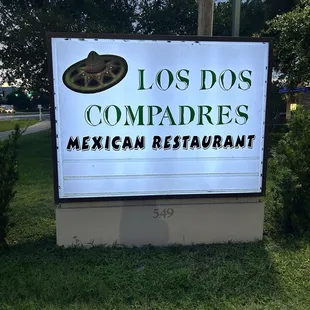 LOS DOS
COMPADRES
MEXICAN RESTAURANT
549